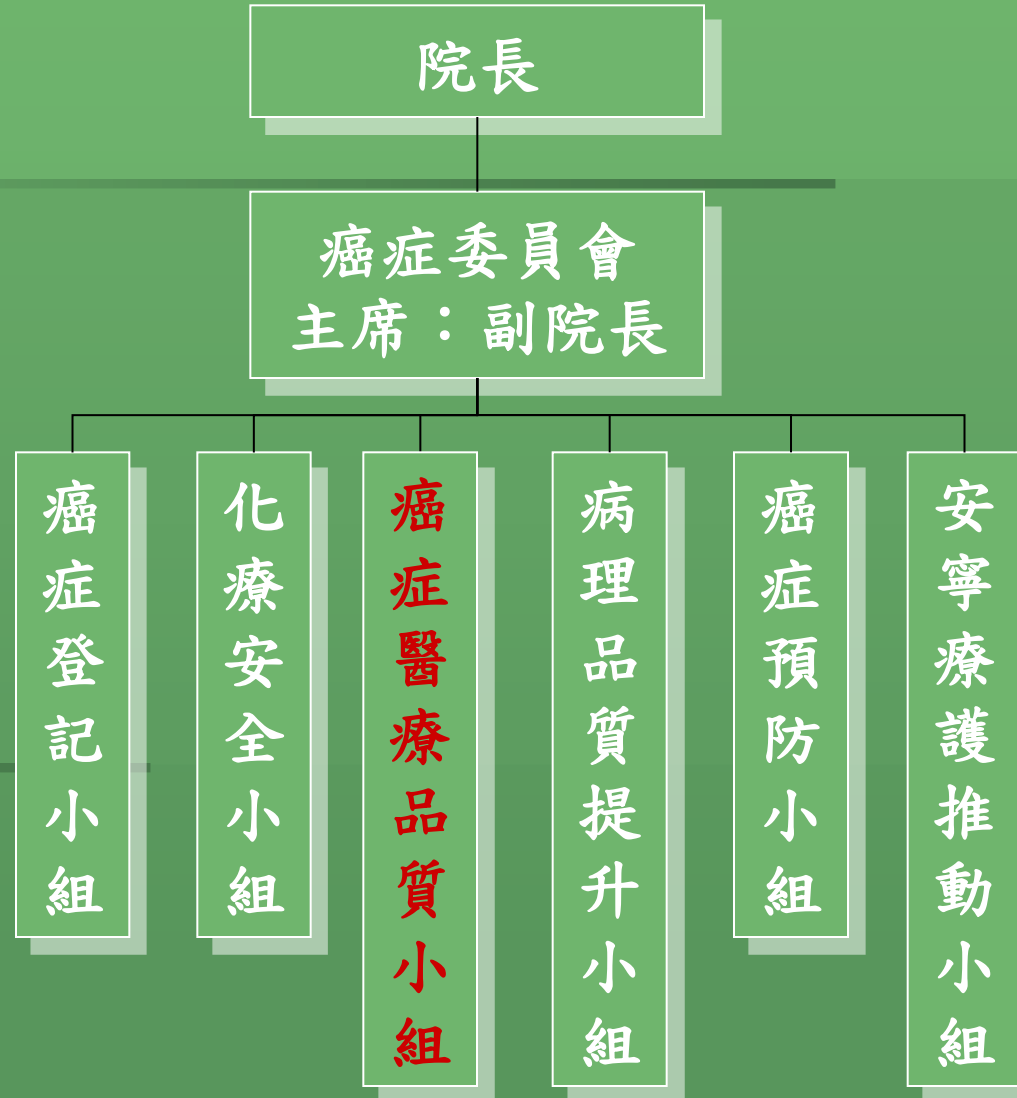 院長
癌症委員會
主席：副院長
癌症登記小組
化療安全小組
癌症醫療品質小組
病理品質提升小組
癌症預防小組
安寧療護推動小組